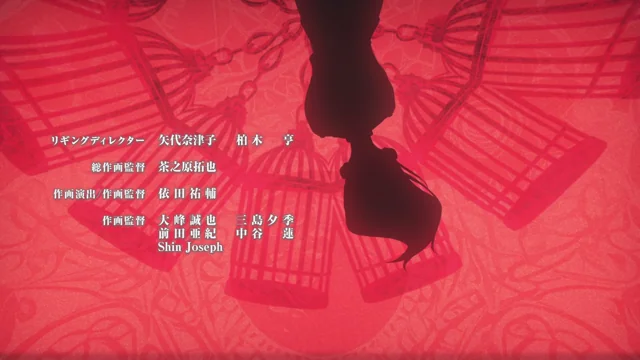 リギングディレクター 矢代奈津子 柏木 亨
総作画監督 茶之原拓也
作画演出/作画監督 依田祐輔
作画監督 大峰誠也 三島夕季
前田亜紀 中谷 蓮
Shin Joseph